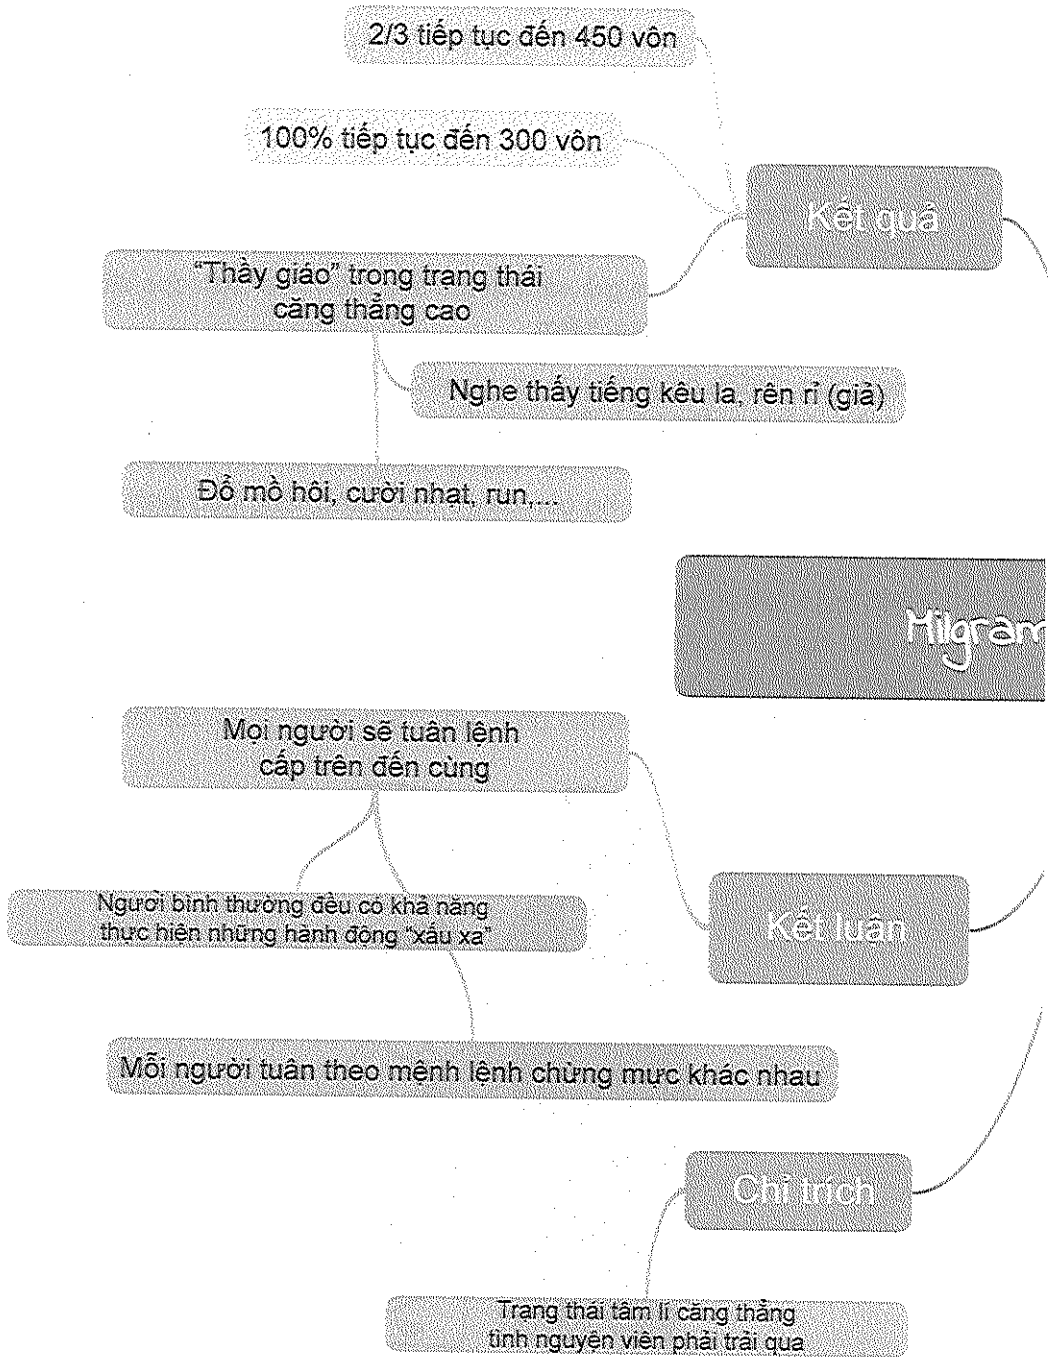 2/3 tiếp tục đến 450 vôn
100% tiếp tục đến 300 vôn
Kết quả
"Thầy giáo" trong trạng thái
căng thẳng cao
Nghe thấy tiếng kêu la, rên rỉ (giả)
Đổ mồ hôi, cười nhạt, run,...
Milgram
Mọi người sẽ tuân lệnh
cấp trên đến cùng
Kết luận
Người bình thường đều có khả năng
thực hiện những hành động "xấu xa"
Mỗi người tuân theo mệnh lệnh chừng mực khác nhau
Chỉ trích
Trạng thái tâm lí căng thẳng
tình nguyện viên phải trải qua